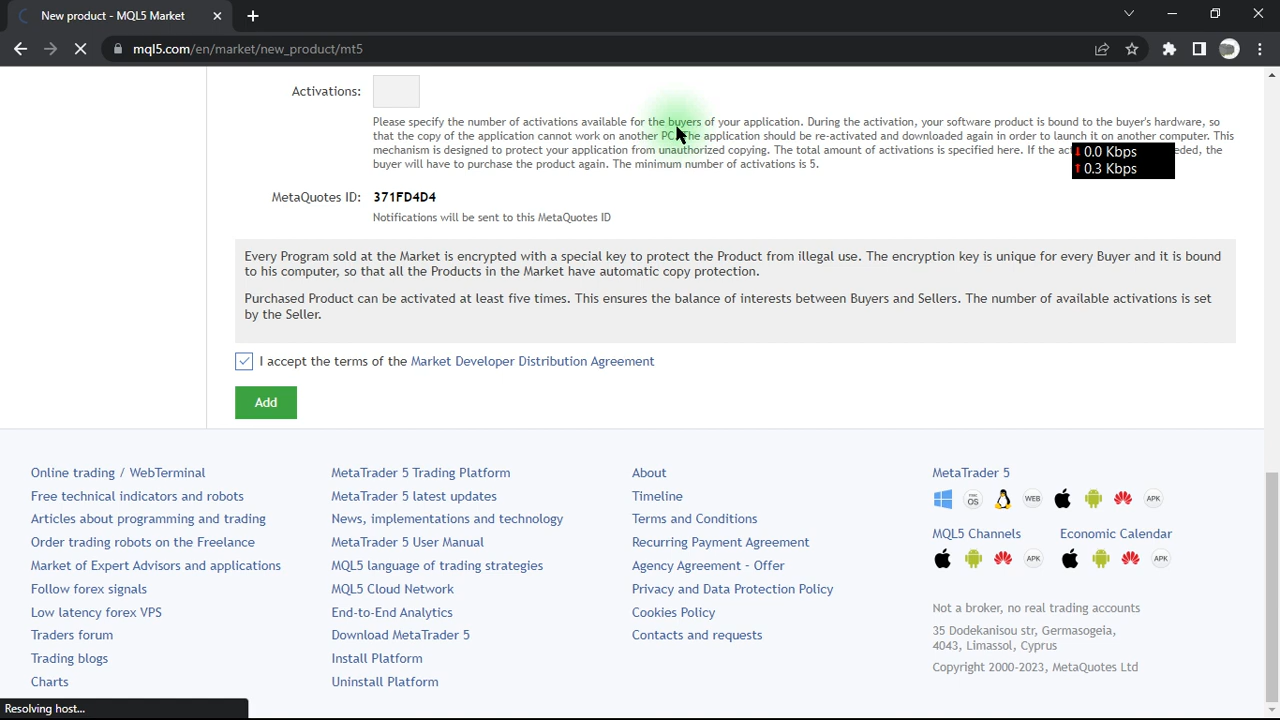 New product - MQL5 Market
mql5.com/en/market/new_product/mt5
Activations:
Please specify the number of activations available for the buyers of your application. During the activation, your software product is bound to the buyer's hardware, so
that the copy of the application cannot work on another PC. The application should be re-activated and downloaded again in order to launch it on another computer. This
mechanism is designed to protect your application from unauthorized copying. The total amount of activations is specified here. If the eded, the
buyer will have to purchase the product again. The minimum number of activations is 5.
0.0 Kbps
0.3 Kbps
MetaQuotes ID: 371FD4D4
Notifications will be sent to this MetaQuotes ID
Every Program sold at the Market is encrypted with a special key to protect the Product from illegal use. The encryption key is unique for every Buyer and it is bound
to his computer, so that all the Products in the Market have automatic copy protection.
Purchased Product can be activated at least five times. This ensures the balance of interests between Buyers and Sellers. The number of available activations is set
by the Seller.
I accept the terms of the Market Developer Distribution Agreement
Add
Online trading / WebTerminal
Free technical indicators and robots
Articles about programming and trading
Order trading robots on the Freelance
Market of Expert Advisors and applications
Follow forex signals
Low latency forex VPS
Traders forum
Trading blogs
Charts
MetaTrader 5 Trading Platform
MetaTrader 5 latest updates
News, implementations and technology
MetaTrader 5 User Manual
MQL5 language of trading strategies
MQL5 Cloud Network
End-to-End Analytics
Download MetaTrader 5
Install Platform
Uninstall Platform
About
Timeline
Terms and Conditions
Recurring Payment Agreement
Agency Agreement - Offer
Privacy and Data Protection Policy
Cookies Policy
Contacts and requests
MetaTrader 5
MAC OS WEB APK
MQL5 Channels
APK
Economic Calendar
APK
Not a broker, no real trading accounts
35 Dodekanisou str, Germasogeia,
4043, Limassol, Cyprus
Copyright 2000-2023, MetaQuotes Ltd
Resolving host...